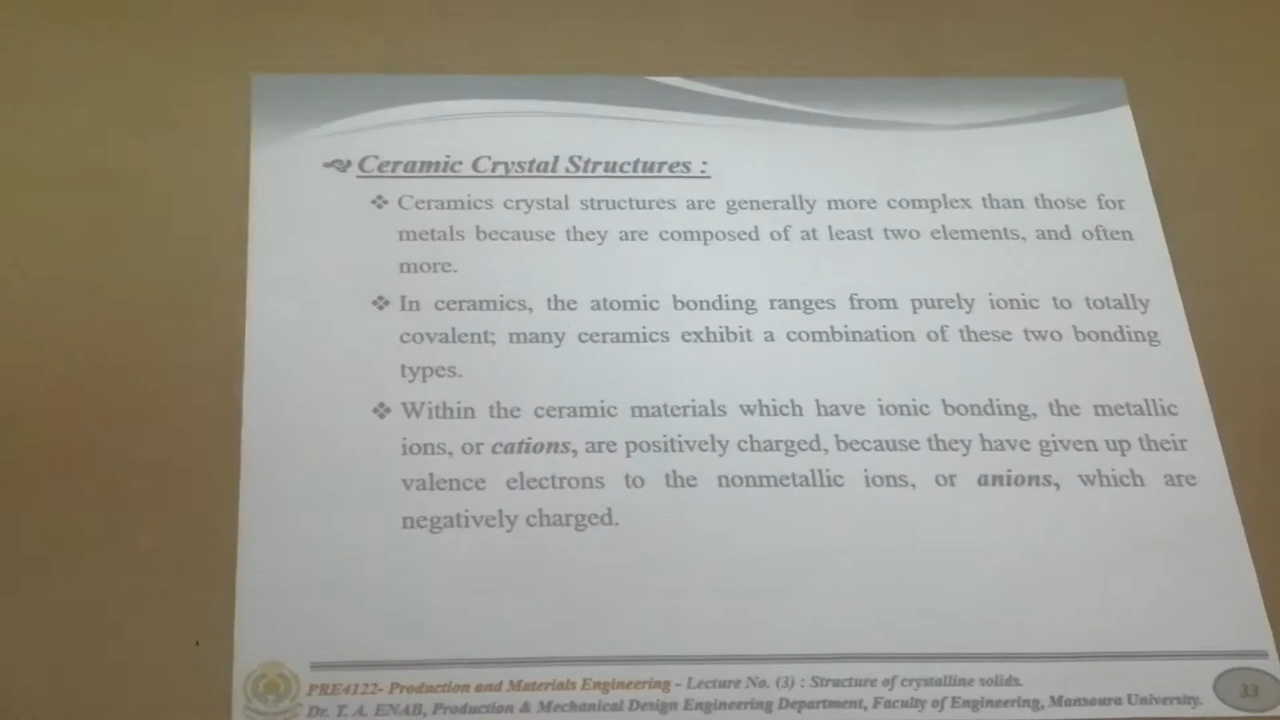 Ceramic Crystal Structures :
❖ Ceramics crystal structures are generally more complex than those for
metals because they are composed of at least two elements, and often
more.
❖ In ceramics, the atomic bonding ranges from purely ionic to totally
covalent; many ceramics exhibit a combination of these two bonding
types.
❖ Within the ceramic materials which have ionic bonding, the metallic
ions, or cations, are positively charged, because they have given up their
valence electrons to the nonmetallic ions, or anions, which are
negatively charged.
PRE4122- Production and Materials Engineering - Lecture No. (3) : Structure of crystalline solids.
Dr. T. A. ENAB, Production & Mechanical Design Engineering Department, Faculty of Engineering, Mansoura University.
33